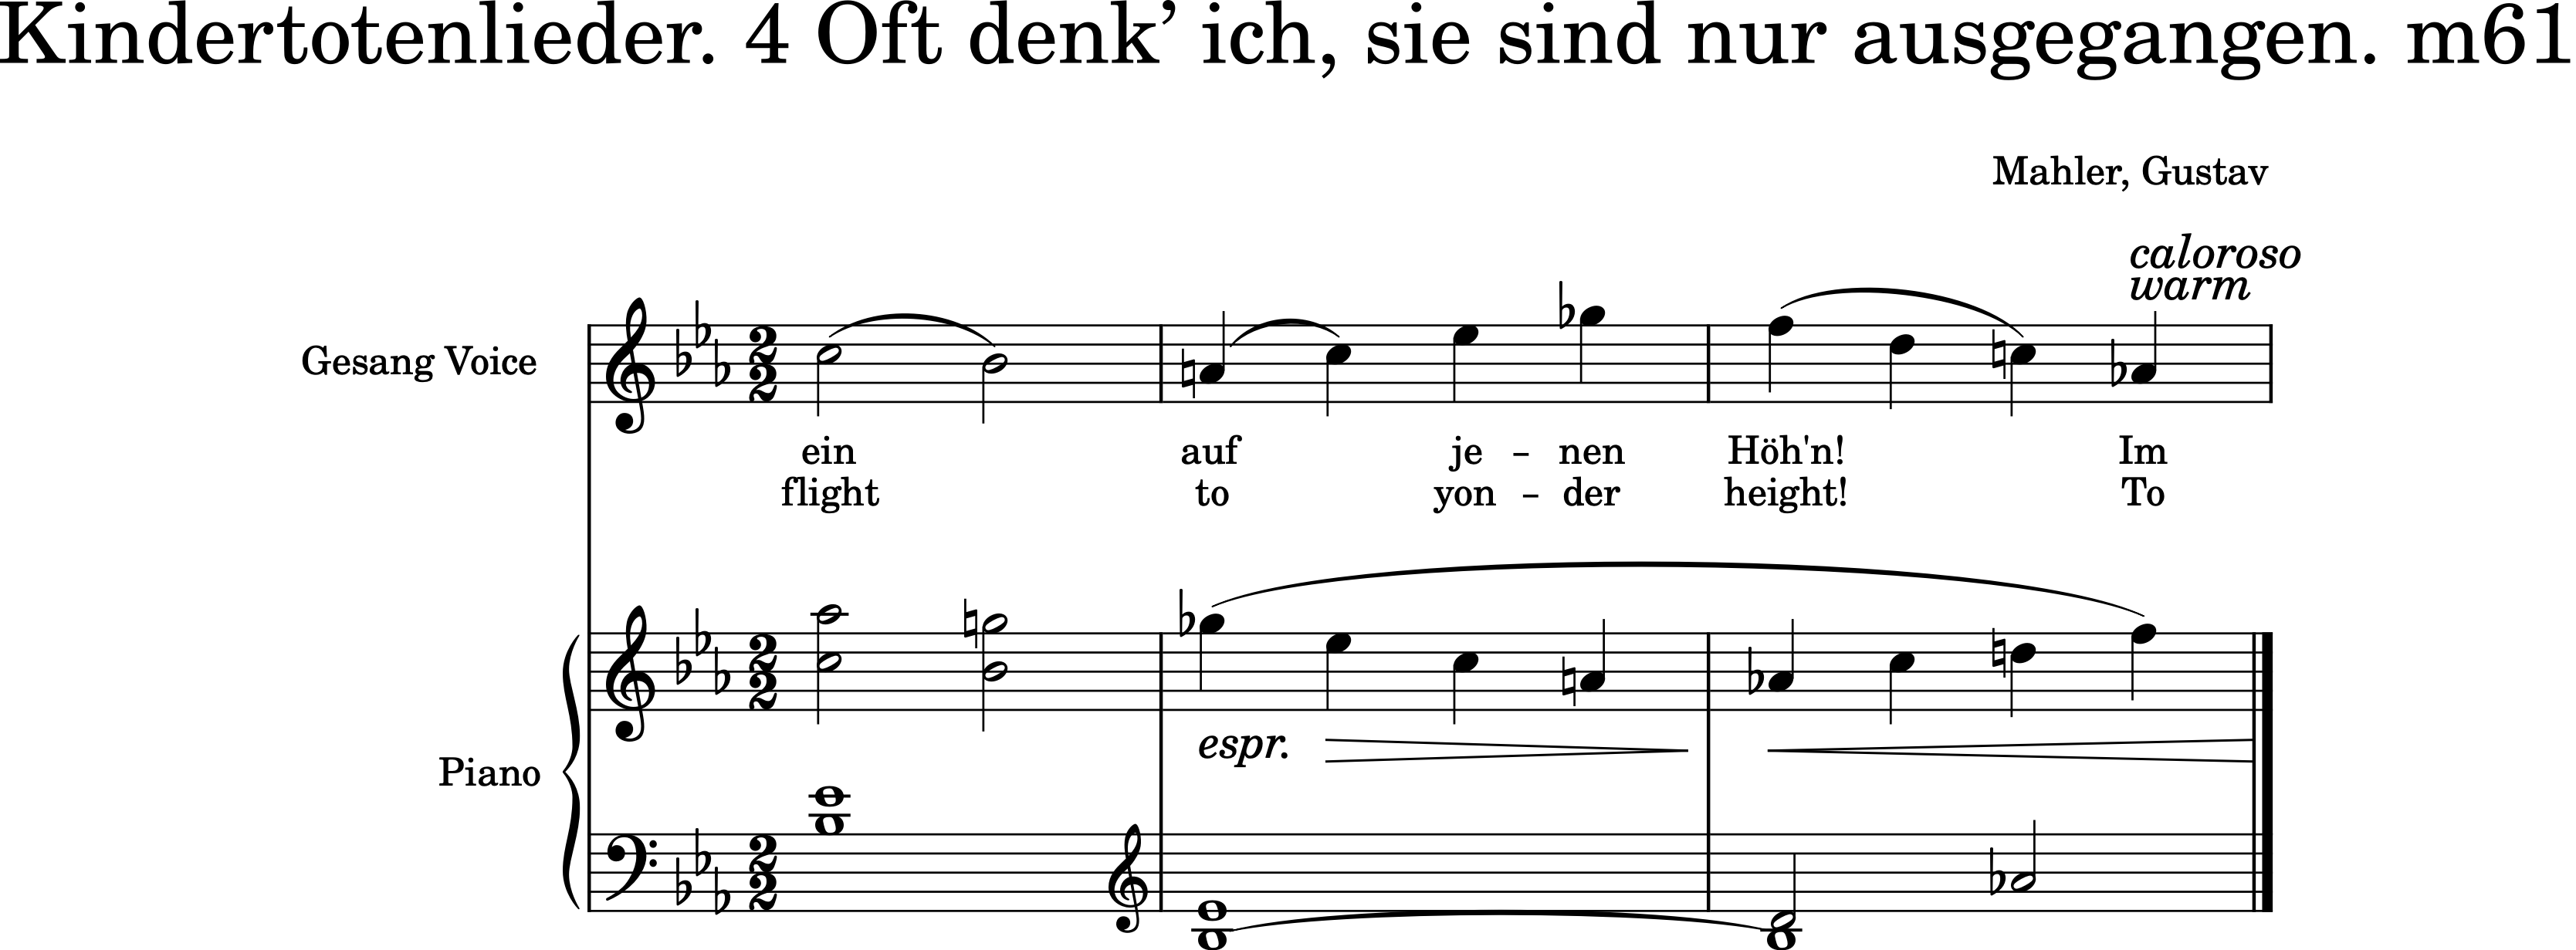 Kindertotenlieder. 4 Oft denk’ ich, sie sind nur ausgegangen. m61
Mahler, Gustav
caloroso
warm
Gesang Voice
ein auf je – nen Höh'n! Im
flight to yon – der height! To
espr.
Piano